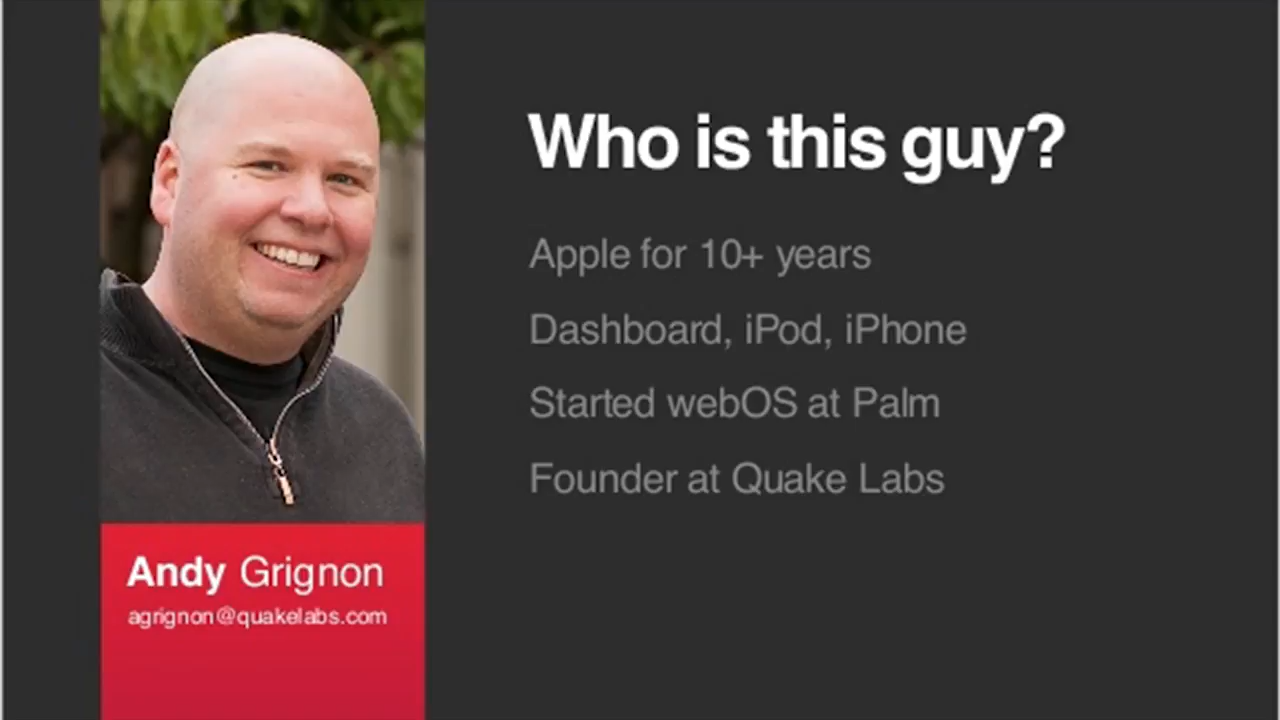 Who is this guy?
Apple for 10+ years
Dashboard, iPod, iPhone
Started webOS at Palm
Founder at Quake Labs
Andy Grignon
agrignon@quakelabs.com